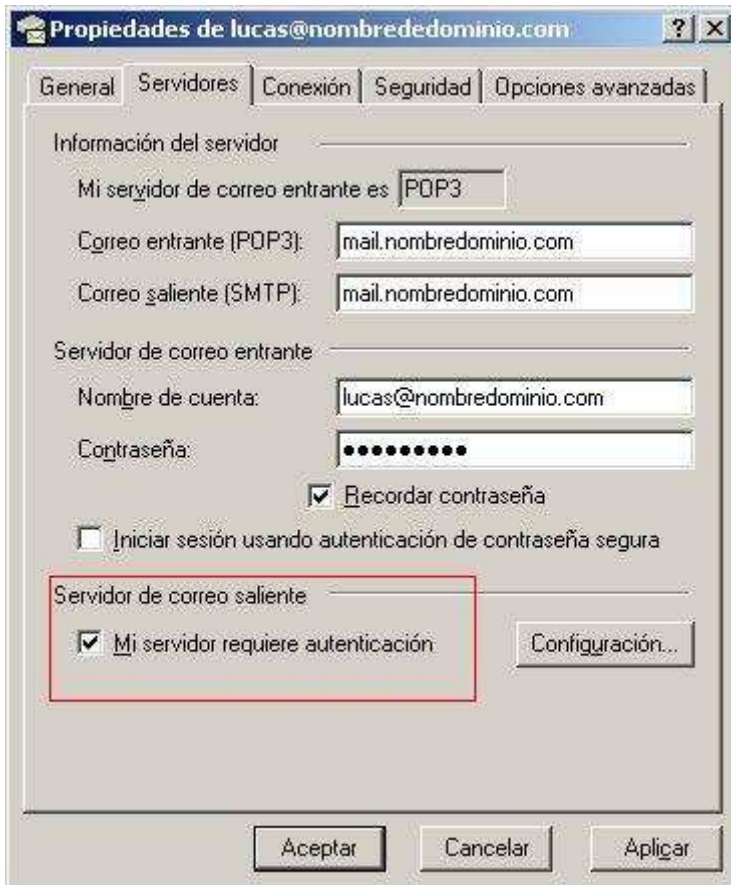 Propiedades de lucas@nombrededominio.com
General Servidores Conexión Seguridad Opciones avanzadas
Información del servidor
Mi servidor de correo entrante es POP3
Correo entrante (POP3): mail.nombredominio.com
Correo saliente (SMTP): mail.nombredominio.com
Servidor de correo entrante
Nombre de cuenta: lucas@nombredominio.com
Contraseña: ●●●●●●●●●
Recordar contraseña
Iniciar sesión usando autenticación de contraseña segura
Servidor de correo saliente
Mi servidor requiere autenticación Configuración...
Aceptar Cancelar Aplicar